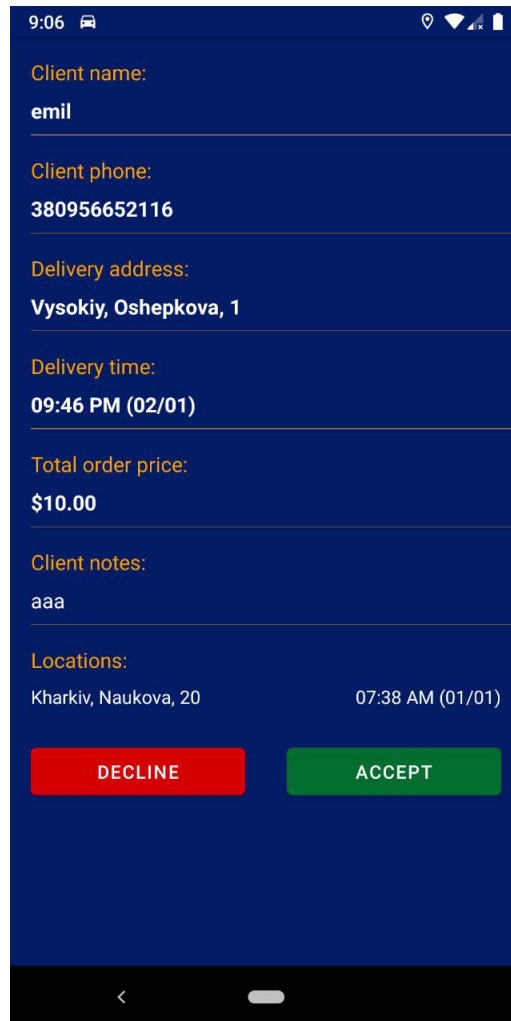 9:06
Client name:
emil
Client phone:
380956652116
Delivery address:
Vysokiy, Oshepkova, 1
Delivery time:
09:46 PM (02/01)
Total order price:
$10.00
Client notes:
aaa
Locations:
Kharkiv, Naukova, 20 07:38 AM (01/01)
DECLINE ACCEPT